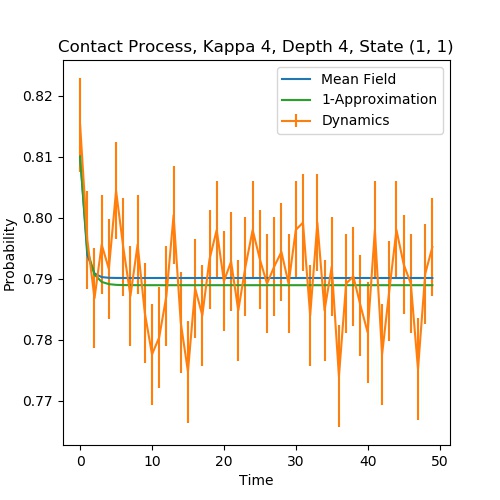 Contact Process, Kappa 4, Depth 4, State (1, 1)
Mean Field
1-Approximation
Dynamics
Probability
0.82
0.81
0.80
0.79
0.78
0.77
0 10 20 30 40 50
Time